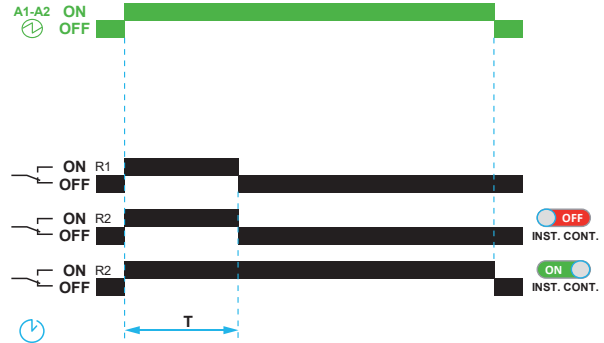 A1-A2 ON
OFF
ON R1
OFF
ON R2
OFF
OFF
INST. CONT.
ON R2
OFF
ON
INST. CONT.
T